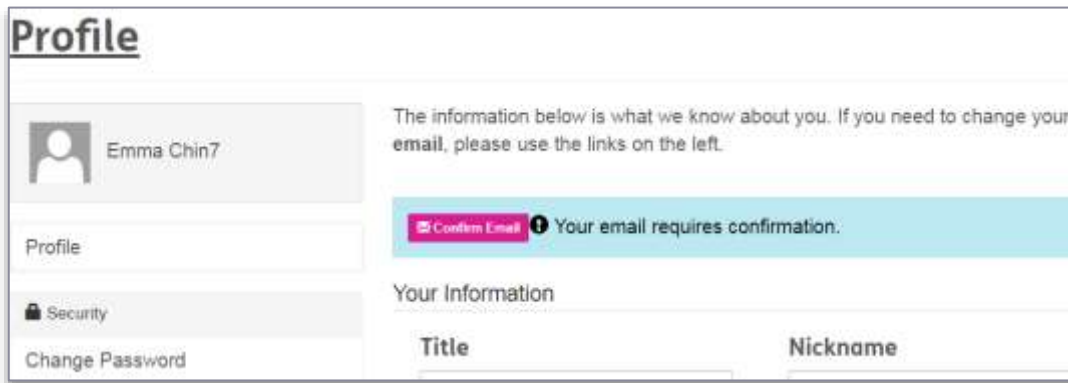 Profile
Emma Chin7
Profile
Security
Change Password
The information below is what we know about you. If you need to change your
email, please use the links on the left.
Confirm Email Your email requires confirmation.
Your Information
Title
Nickname